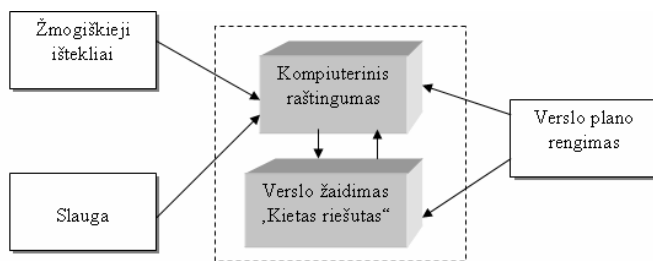 Žmogiškieji
ištekliai
Kompiuterinis
raštingumas
Verslo plano
rengimas
Slauga
Verslo žaidimas
„Kietas riešutas“